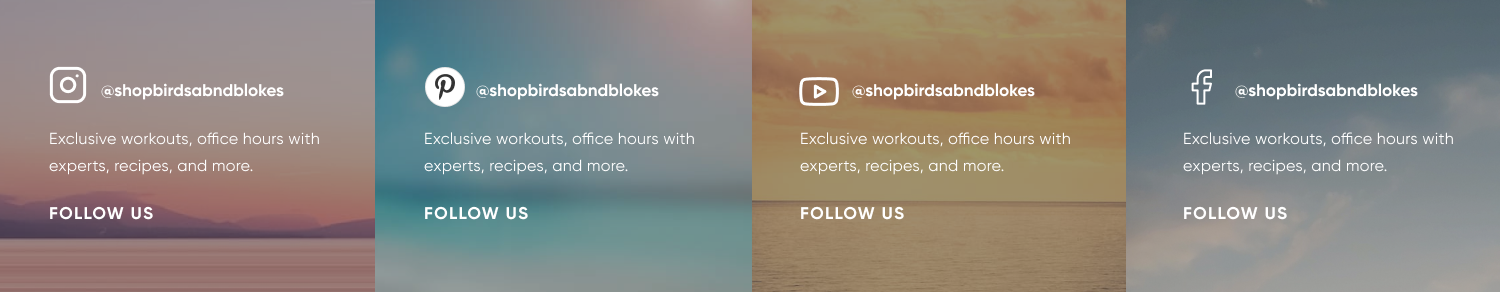 @shopbirdsabndblokes
Exclusive workouts, office hours with
experts, recipes, and more.
FOLLOW US
@shopbirdsabndblokes
Exclusive workouts, office hours with
experts, recipes, and more.
FOLLOW US
@shopbirdsabndblokes
Exclusive workouts, office hours with
experts, recipes, and more.
FOLLOW US
@shopbirdsabndblokes
Exclusive workouts, office hours with
experts, recipes, and more.
FOLLOW US